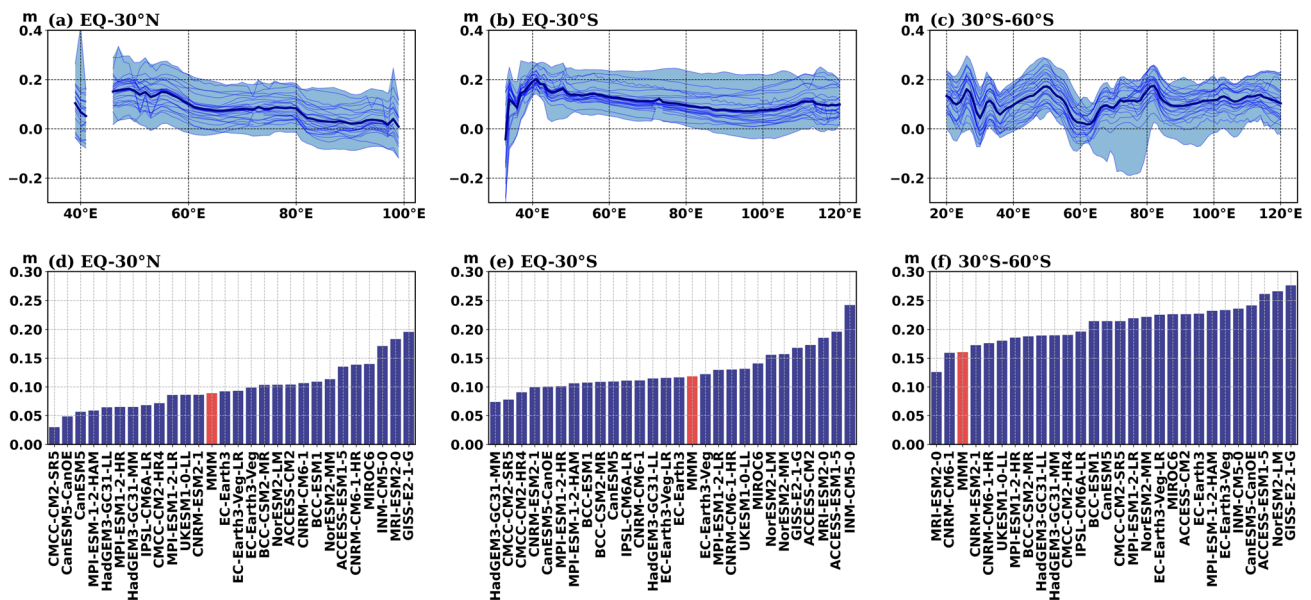 m (a) EQ-30°N
0.4
0.2
0.0
−0.2
40°E 60°E 80°E 100°E
m (b) EQ-30°S
0.4
0.2
0.0
−0.2
40°E 60°E 80°E 100°E 120°E
m (c) 30°S-60°S
0.4
0.2
0.0
−0.2
20°E 40°E 60°E 80°E 100°E 120°E
m (d) EQ-30°N
0.30
0.25
0.20
0.15
0.10
0.05
0.00
CMCC-CM2-SR5
CanESM5-CanOE
CanESM5
MPI-ESM-1-2-HAM
HadGEM3-GC31-LL
MPI-ESM1-2-HR
HadGEM3-GC31-MM
IPSL-CM6A-LR
CMCC-CM2-HR4
MPI-ESM1-2-LR
UKESM1-0-LL
CNRM-ESM2-1
MMM
EC-Earth3
EC-Earth3-Veg-LR
EC-Earth3-Veg
BCC-CSM2-MR
NorESM2-LM
ACCESS-CM2
CNRM-CM6-1
BCC-ESM1
NorESM2-MM
ACCESS-ESM1-5
CNRM-CM6-1-HR
MIROC6
INM-CM5-0
MRI-ESM2-0
GISS-E2-1-G
m (e) EQ-30°S
0.30
0.25
0.20
0.15
0.10
0.05
0.00
HadGEM3-GC31-MM
CMCC-CM2-SR5
CMCC-CM2-HR4
CNRM-ESM2-1
CanESM5-CanOE
MPI-ESM1-2-HR
MPI-ESM-1-2-HAM
BCC-ESM1
BCC-CSM2-MR
CanESM5
IPSL-CM6A-LR
CNRM-CM6-1
HadGEM3-GC31-LL
EC-Earth3-Veg-LR
EC-Earth3
MMM
EC-Earth3-Veg
MPI-ESM1-2-LR
CNRM-CM6-1-HR
UKESM1-0-LL
MIROC6
NorESM2-LM
NorESM2-MM
GISS-E2-1-G
ACCESS-CM2
MRI-ESM2-0
ACCESS-ESM1-5
INM-CM5-0
m (f) 30°S-60°S
0.30
0.25
0.20
0.15
0.10
0.05
0.00
MRI-ESM2-0
CNRM-CM6-1
MMM
CNRM-ESM2-1
CNRM-CM6-1-HR
UKESM1-0-LL
MPI-ESM1-2-HR
BCC-CSM2-MR
HadGEM3-GC31-LL
HadGEM3-GC31-MM
CMCC-CM2-HR4
IPSL-CM6A-LR
BCC-ESM1
CanESM5
CMCC-CM2-SR5
MPI-ESM1-2-LR
NorESM2-MM
EC-Earth3-Veg-LR
MIROC6
ACCESS-CM2
EC-Earth3
MPI-ESM-1-2-HAM
EC-Earth3-Veg
INM-CM5-0
CanESM5-CanOE
ACCESS-ESM1-5
NorESM2-LM
GISS-E2-1-G